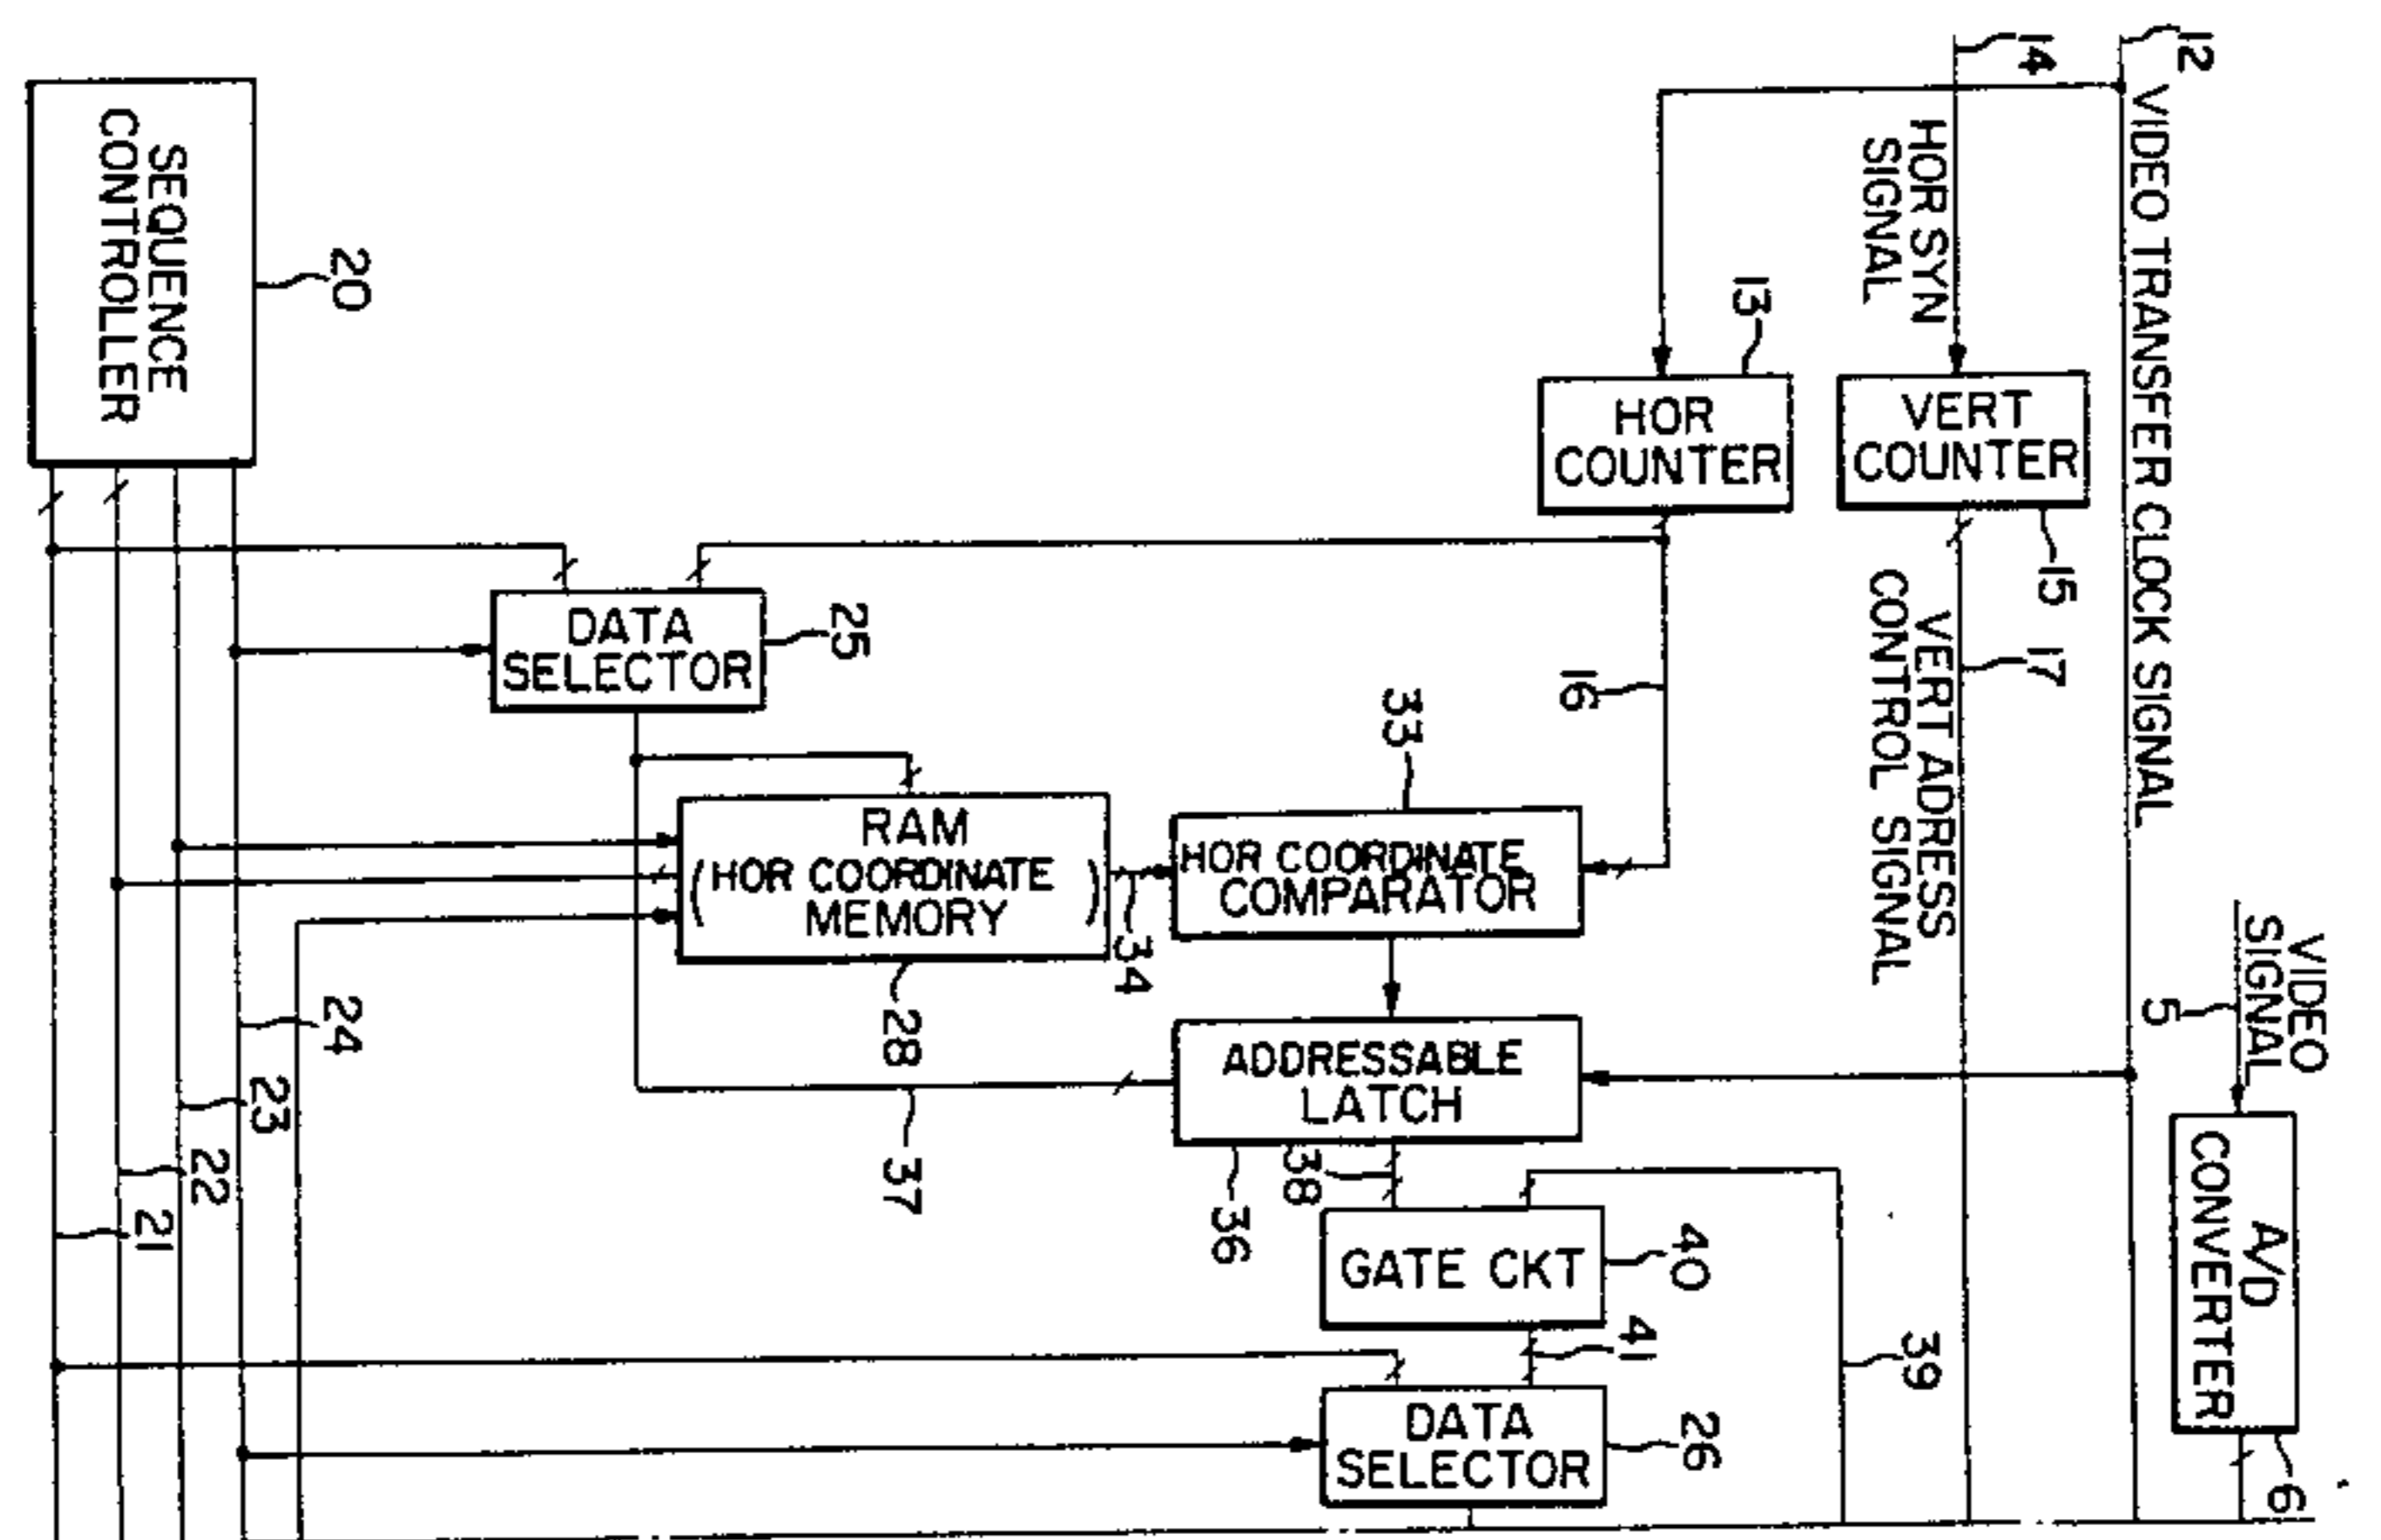 12
VIDEO TRANSFER CLOCK SIGNAL
14
HOR SYN
SIGNAL
13
HOR
COUNTER
VERT
COUNTER
15
16
17
VERT ADRESS
CONTROL SIGNAL
SEQUENCE
CONTROLLER
20
DATA
SELECTOR
25
33
RAM
(HOR COORDINATE
MEMORY)
28
34
HOR COORDINATE
COMPARATOR
VIDEO
SIGNAL
5
A/D
CONVERTER
6
ADDRESSABLE
LATCH
36
37
38
24
23
22
21
GATE CKT
40
39
41
DATA
SELECTOR
26